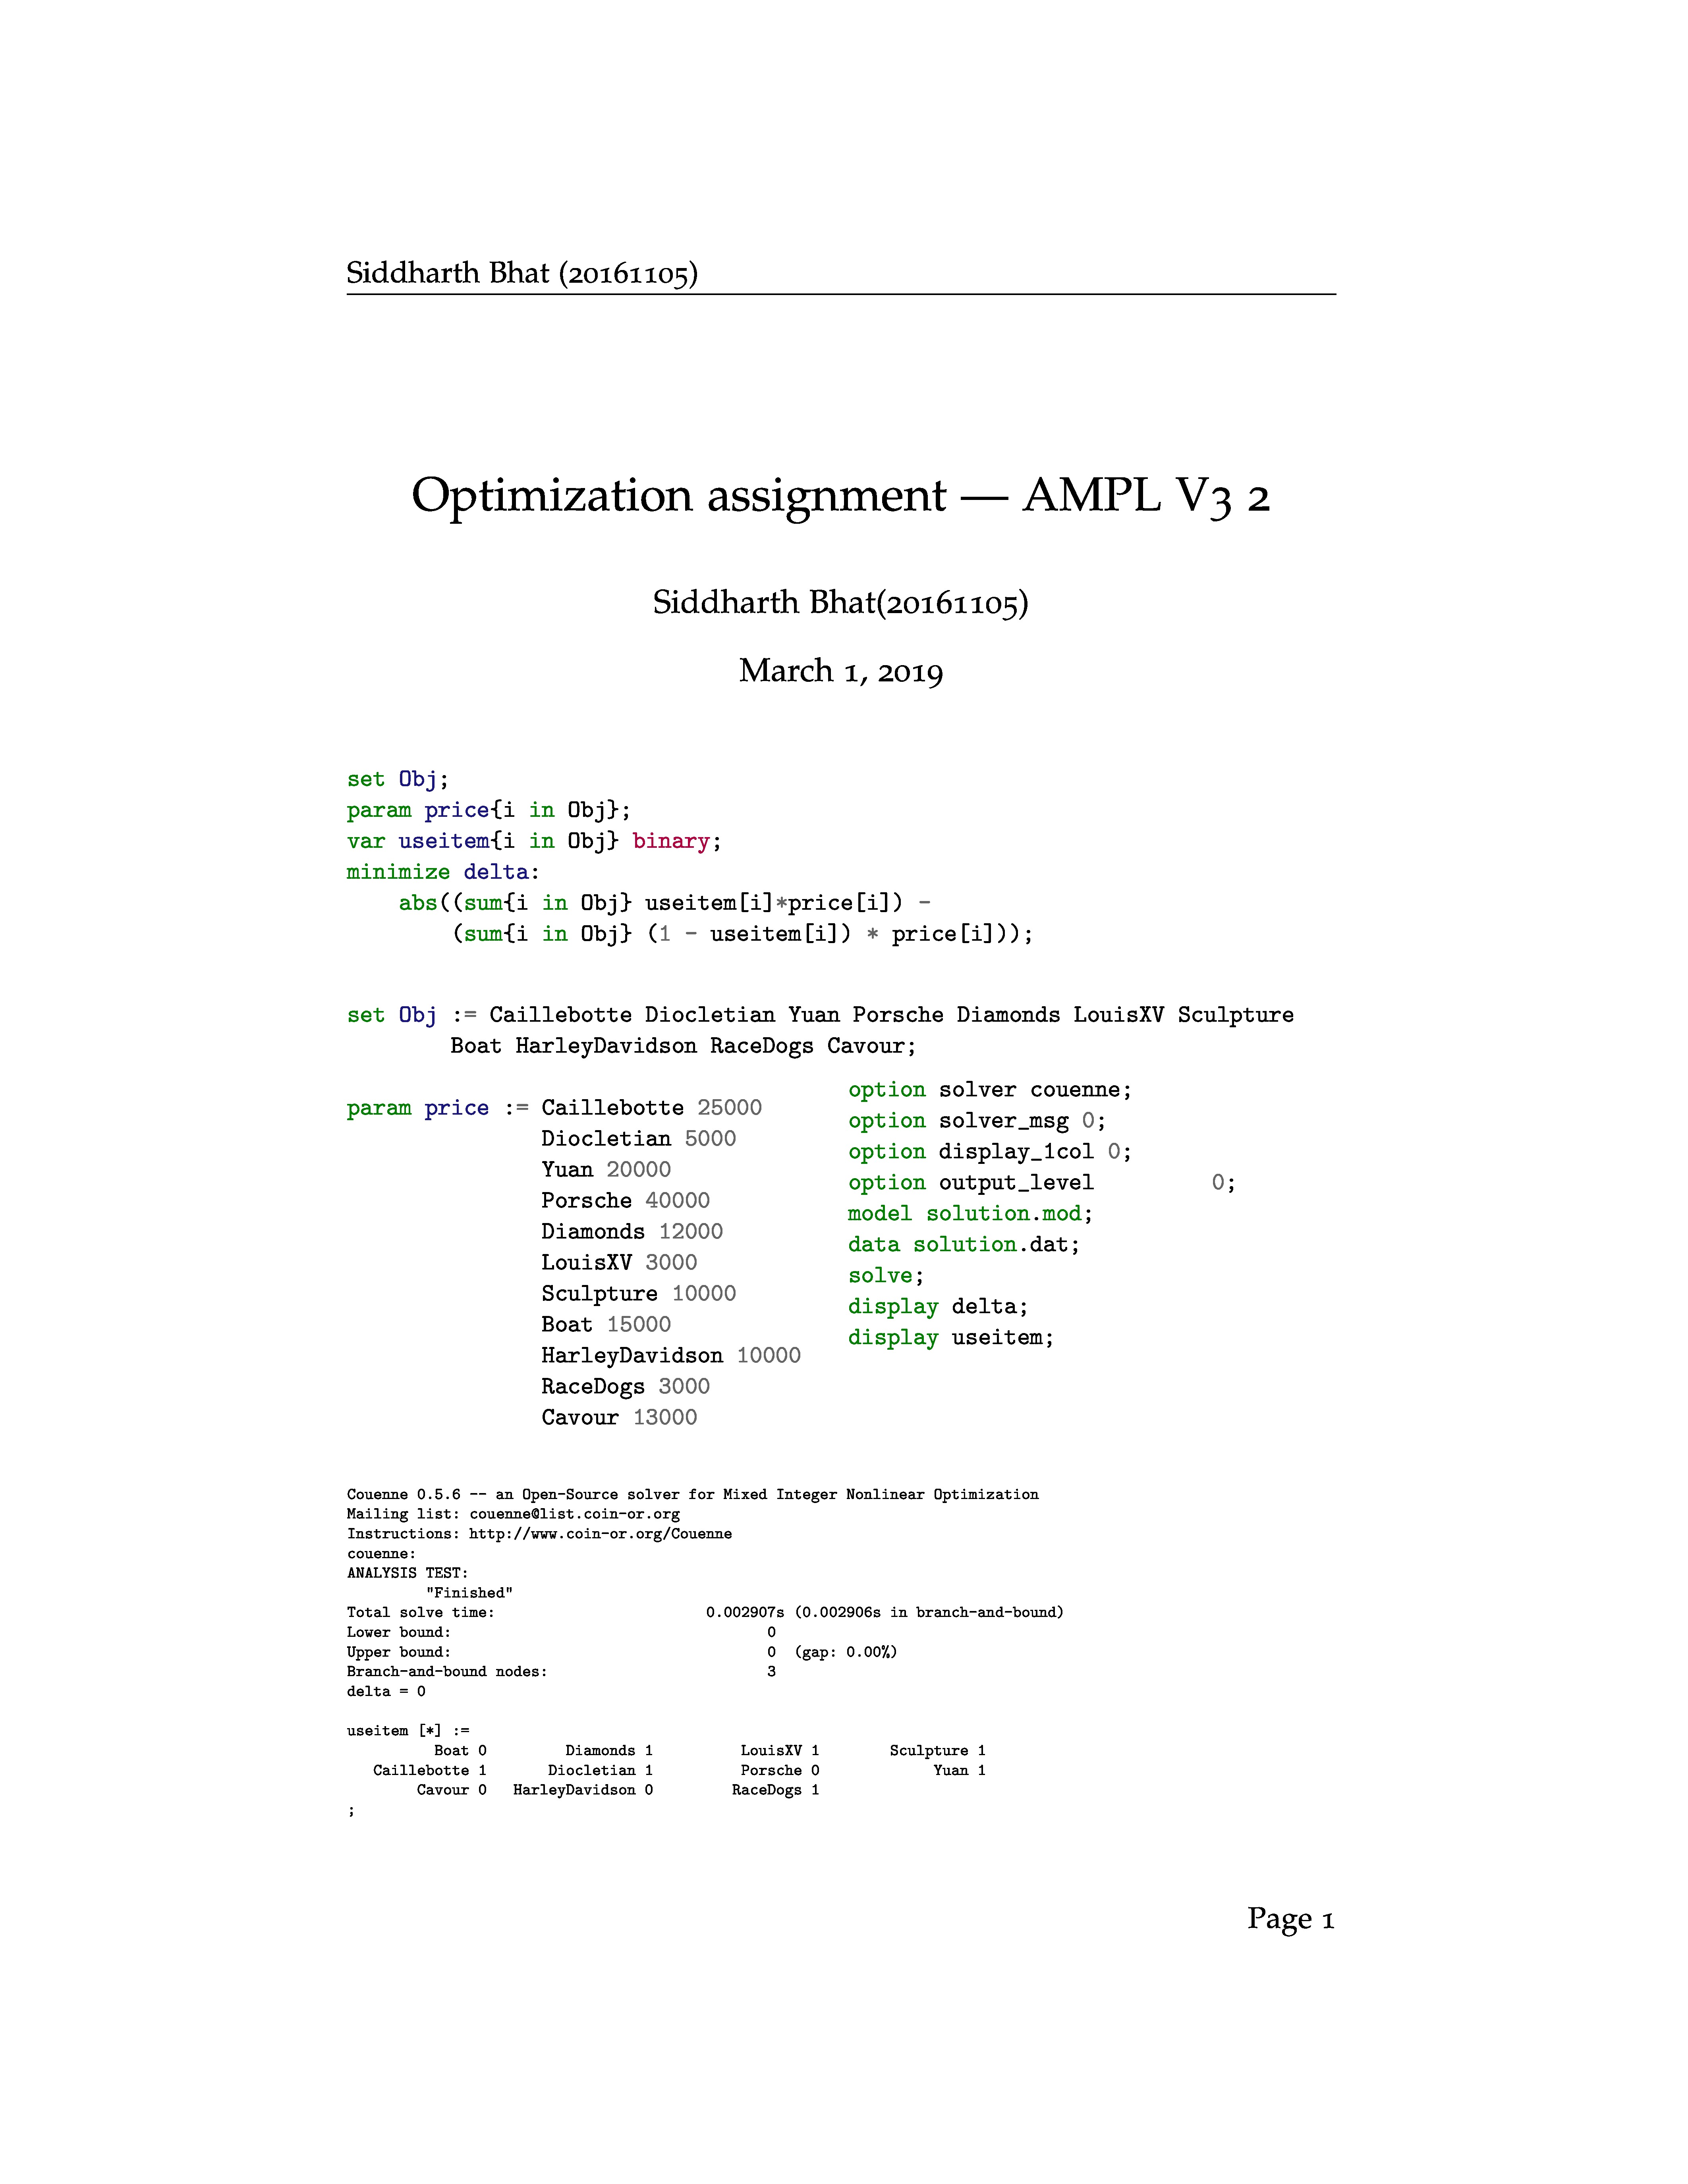 Siddharth Bhat (20161105)
Optimization assignment — AMPL V3 2
Siddharth Bhat(20161105)
March 1, 2019
set Obj;
param price{i in Obj};
var useitem{i in Obj} binary;
minimize delta:
    abs((sum{i in Obj} useitem[i]*price[i]) -
        (sum{i in Obj} (1 - useitem[i]) * price[i]));
set Obj := Caillebotte Diocletian Yuan Porsche Diamonds LouisXV Sculpture
        Boat HarleyDavidson RaceDogs Cavour;
param price := Caillebotte 25000
               Diocletian 5000
               Yuan 20000
               Porsche 40000
               Diamonds 12000
               LouisXV 3000
               Sculpture 10000
               Boat 15000
               HarleyDavidson 10000
               RaceDogs 3000
               Cavour 13000
option solver couenne;
option solver_msg 0;
option display_1col 0;
option output_level         0;
model solution.mod;
data solution.dat;
solve;
display delta;
display useitem;
Couenne 0.5.6 -- an Open-Source solver for Mixed Integer Nonlinear Optimization
Mailing list: couenne@list.coin-or.org
Instructions: http://www.coin-or.org/Couenne
couenne:
ANALYSIS TEST:
         "Finished"
Total solve time:                        0.002907s (0.002906s in branch-and-bound)
Lower bound:                                    0
Upper bound:                                    0  (gap: 0.00%)
Branch-and-bound nodes:                         3
delta = 0
useitem [*] :=
          Boat 0         Diamonds 1          LouisXV 1        Sculpture 1
   Caillebotte 1       Diocletian 1          Porsche 0             Yuan 1
        Cavour 0   HarleyDavidson 0         RaceDogs 1
;
Page 1